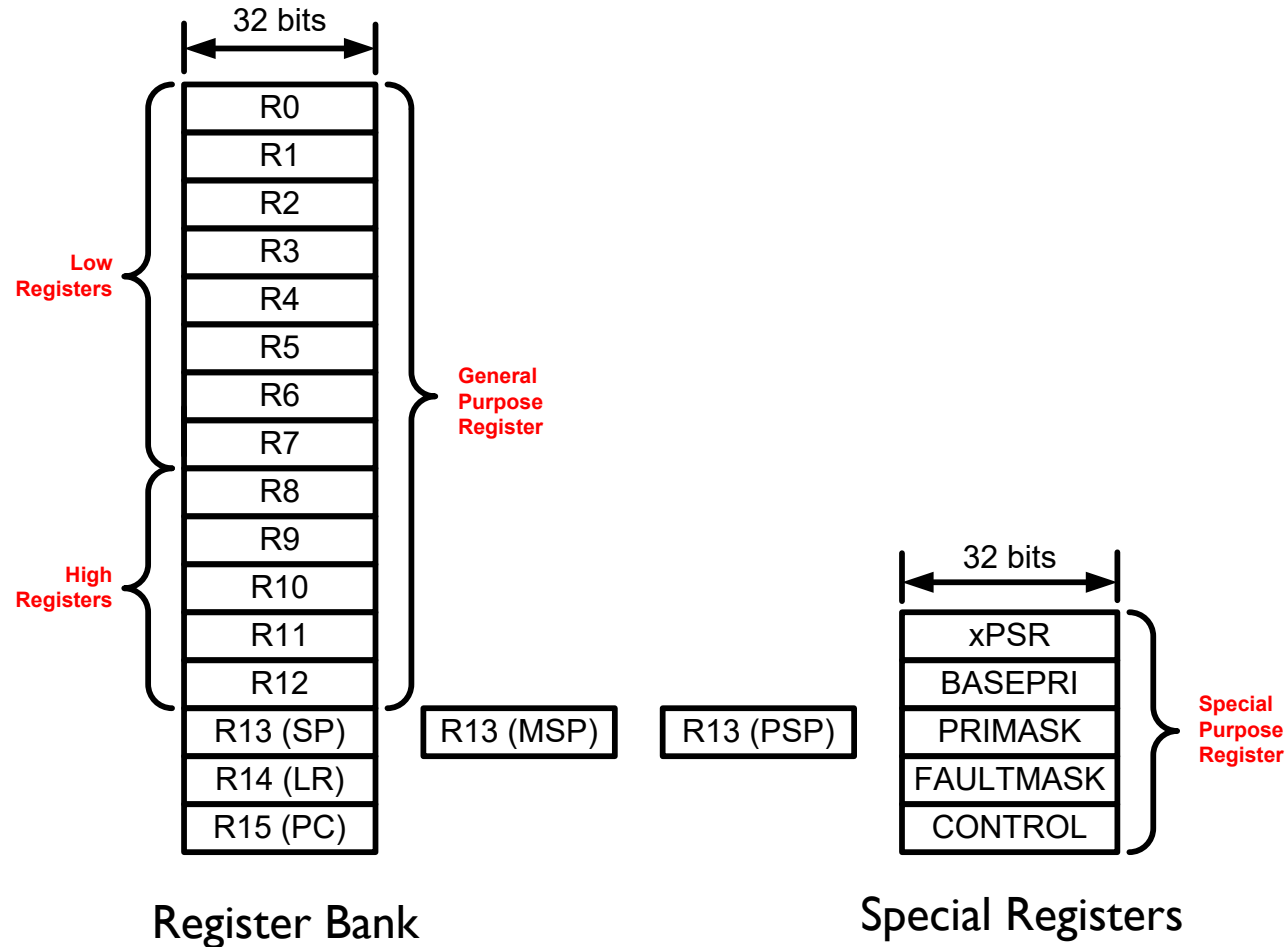 32 bits
R0
R1
R2
R3
R4
R5
R6
R7
R8
R9
R10
R11
R12
R13 (SP)
R14 (LR)
R15 (PC)
Low
Registers
High
Registers
General
Purpose
Register
R13 (MSP)
R13 (PSP)
32 bits
xPSR
BASEPRI
PRIMASK
FAULTMASK
CONTROL
Special
Purpose
Register
Register Bank
Special Registers